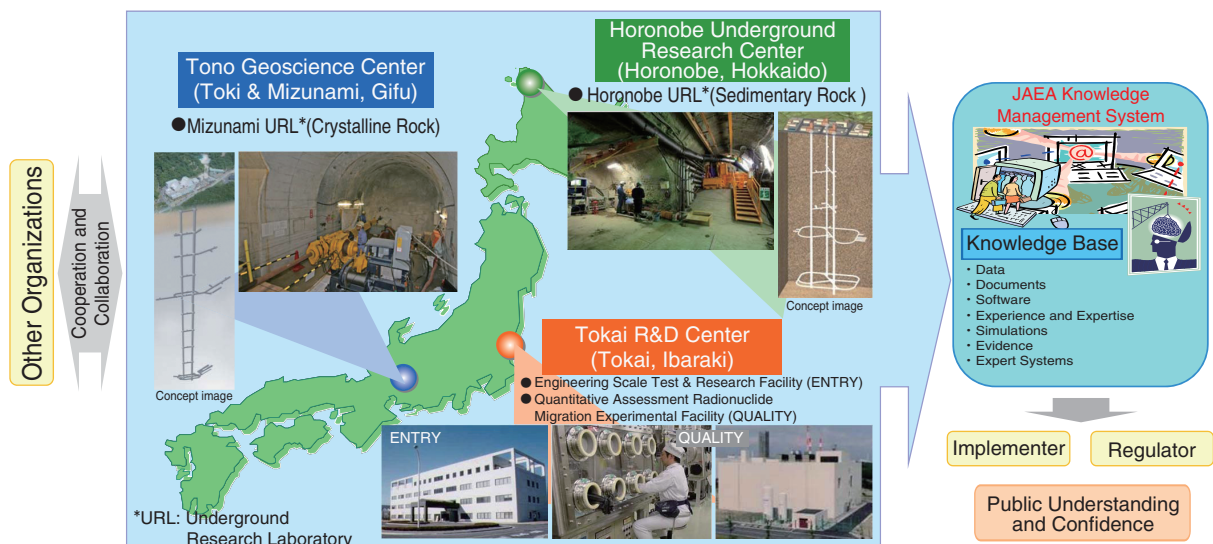 Other Organizations
Cooperation and
Collaboration
Tono Geoscience Center
(Toki & Mizunami, Gifu)
●Mizunami URL*(Crystalline Rock)
Concept image
Horonobe Underground
Research Center
(Horonobe, Hokkaido)
● Horonobe URL*(Sedimentary Rock )
Concept image
Tokai R&D Center
(Tokai, Ibaraki)
● Engineering Scale Test & Research Facility (ENTRY)
● Quantitative Assessment Radionuclide
Migration Experimental Facility (QUALITY)
ENTRY
QUALITY
*URL: Underground
Research Laboratory
JAEA Knowledge
Management System
@
Knowledge Base
・Data
・Documents
・Software
・Experience and Expertise
・Simulations
・Evidence
・Expert Systems
Implementer
Regulator
Public Understanding
and Confidence